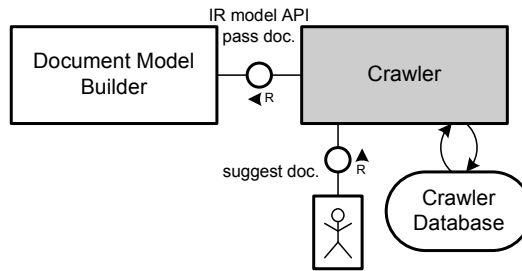 IR model API
pass doc.
Document Model
Builder
R
Crawler
suggest doc.
R
Crawler
Database